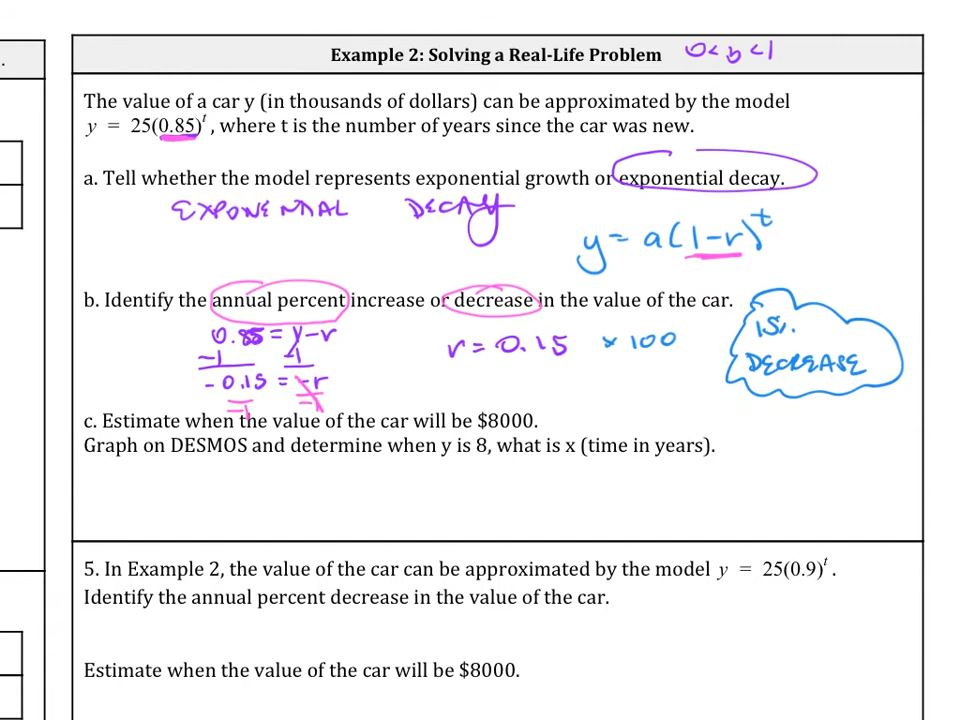 .
Example 2: Solving a Real-Life Problem 0 < b < 1
The value of a car y (in thousands of dollars) can be approximated by the model
y = 25(0.85)^t, where t is the number of years since the car was new.
a. Tell whether the model represents exponential growth or exponential decay.
EXPONENTIAL DECAY
y = a(1-r)^t
b. Identify the annual percent increase or decrease in the value of the car.
0.85 = 1-r
-1 -1
-0.15 = -r
-1 -1
r = 0.15 × 100
15%
DECREASE
c. Estimate when the value of the car will be $8000.
Graph on DESMOS and determine when y is 8, what is x (time in years).
5. In Example 2, the value of the car can be approximated by the model y = 25(0.9)^t.
Identify the annual percent decrease in the value of the car.
Estimate when the value of the car will be $8000.